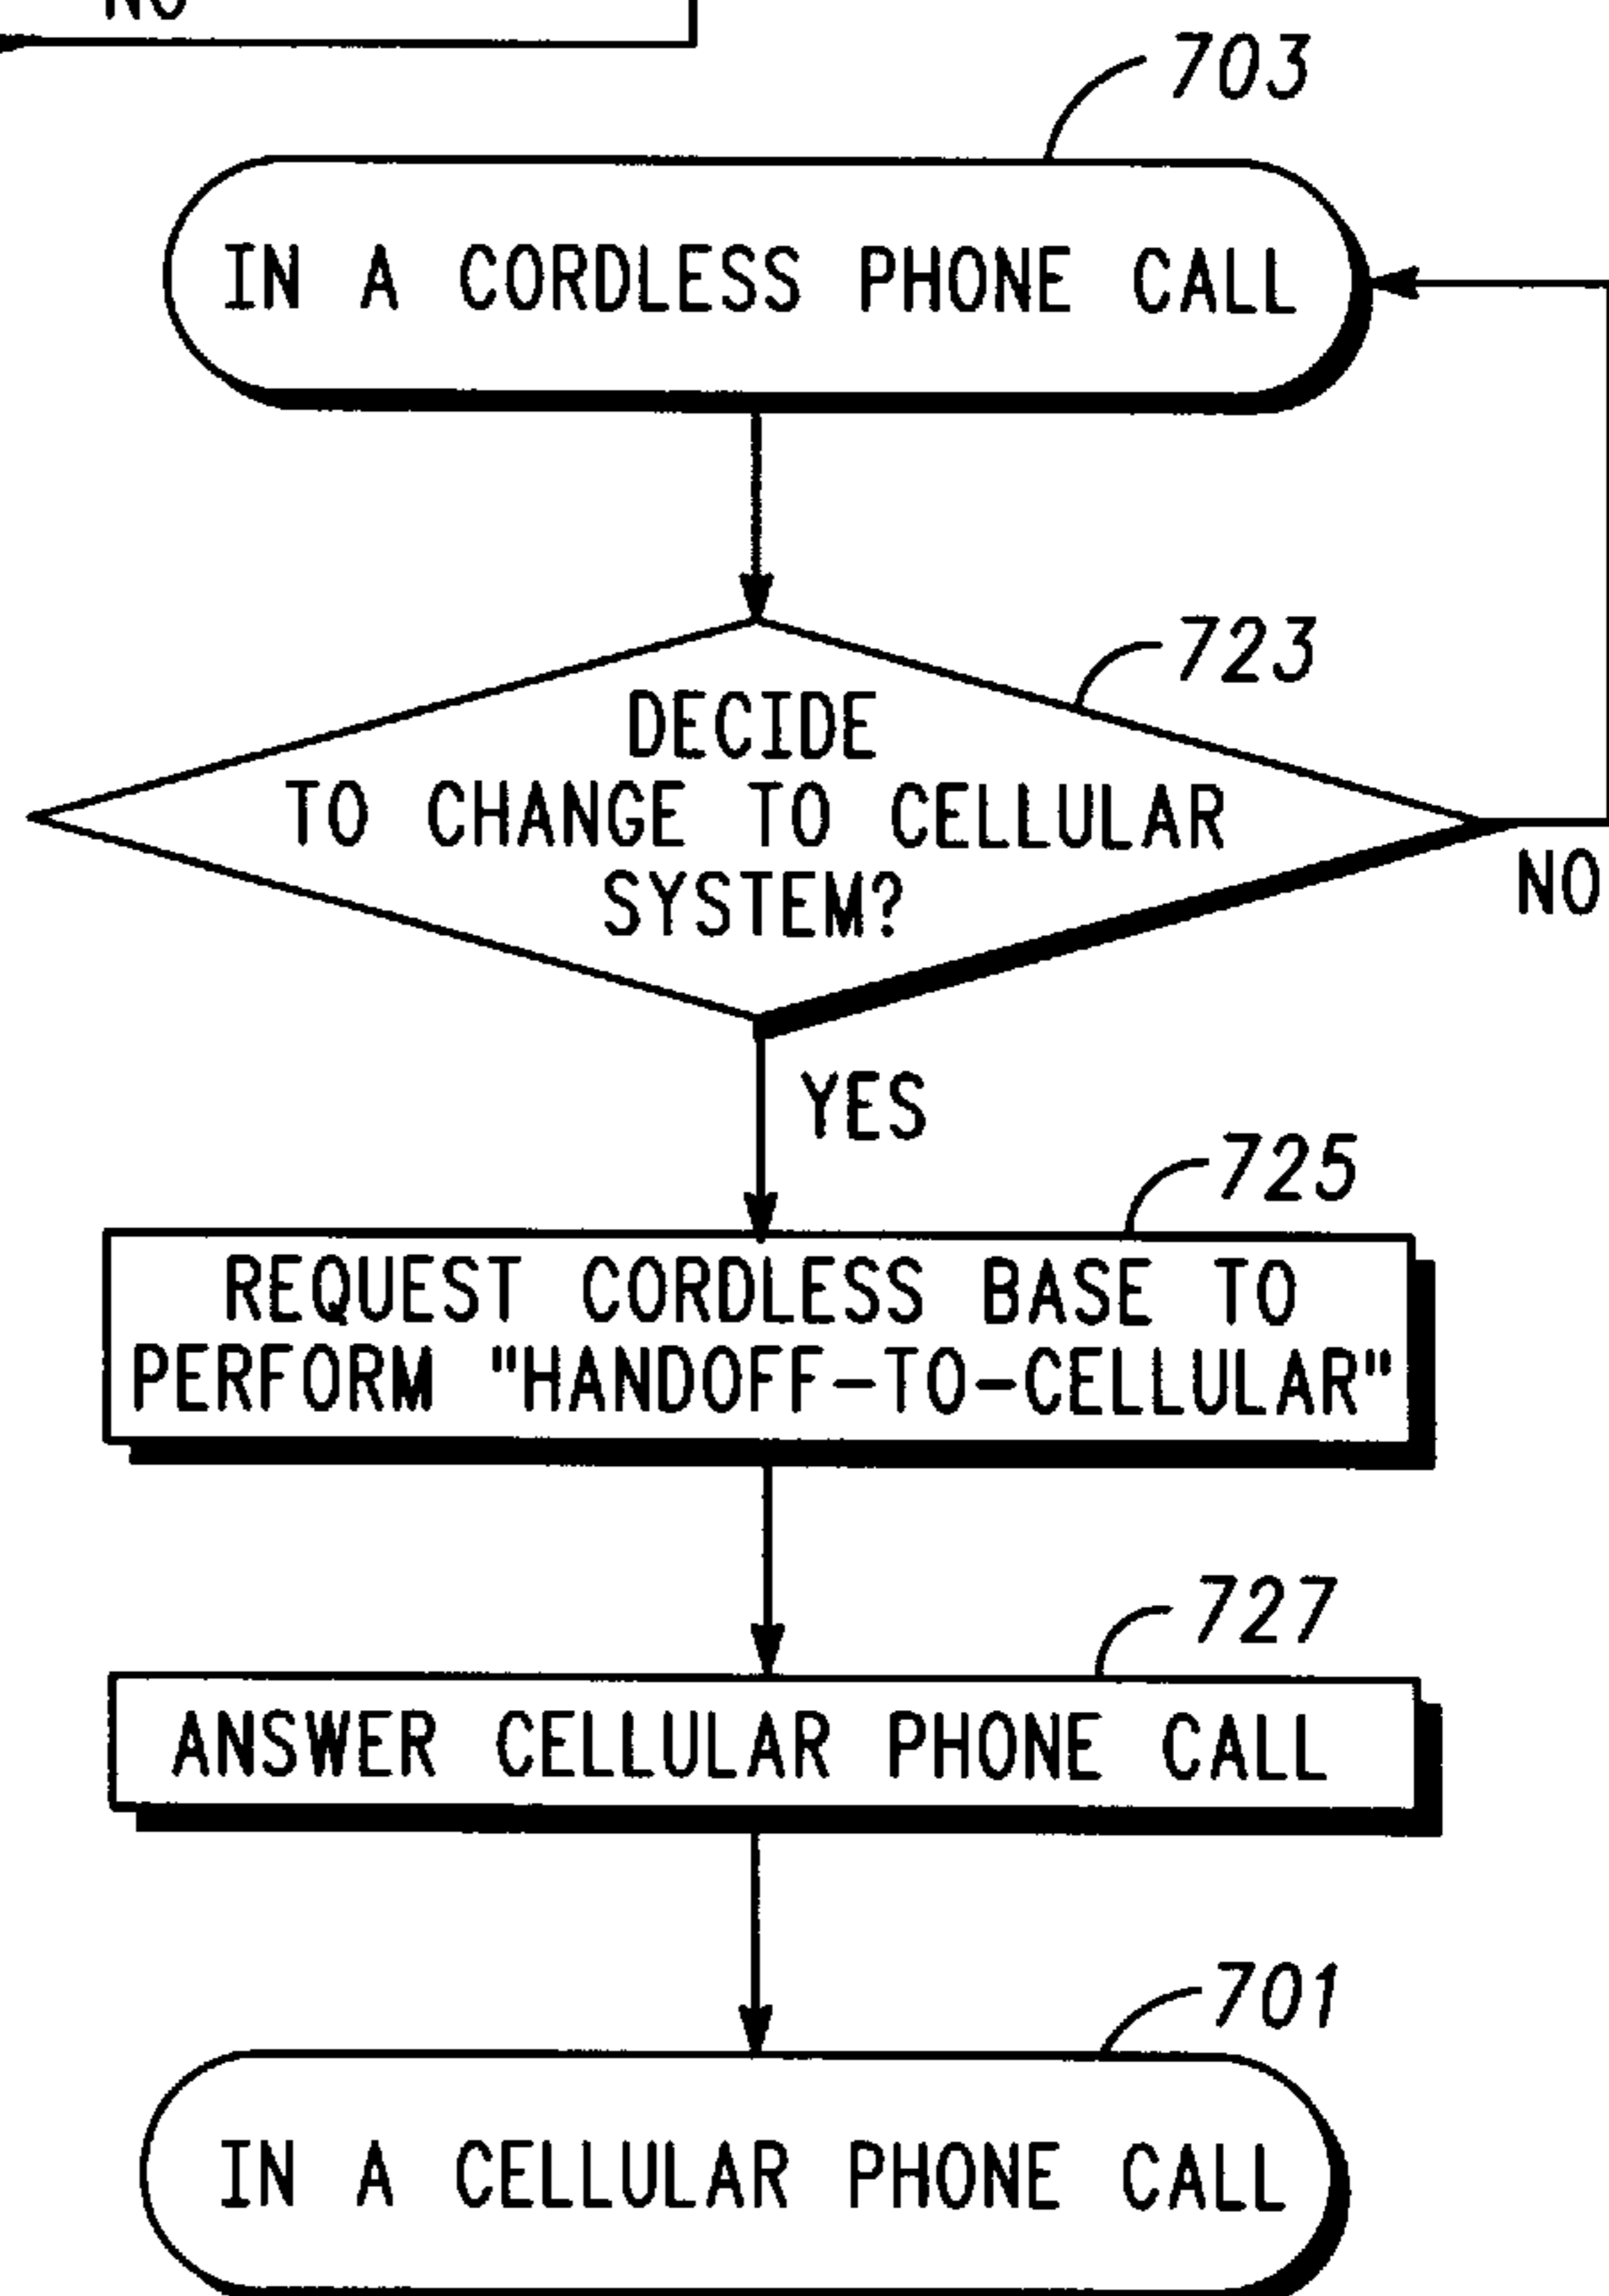 NO
703
IN A CORDLESS PHONE CALL
723
DECIDE
TO CHANGE TO CELLULAR
SYSTEM?
NO
YES
725
REQUEST CORDLESS BASE TO
PERFORM "HANDOFF-TO-CELLULAR"
727
ANSWER CELLULAR PHONE CALL
701
IN A CELLULAR PHONE CALL